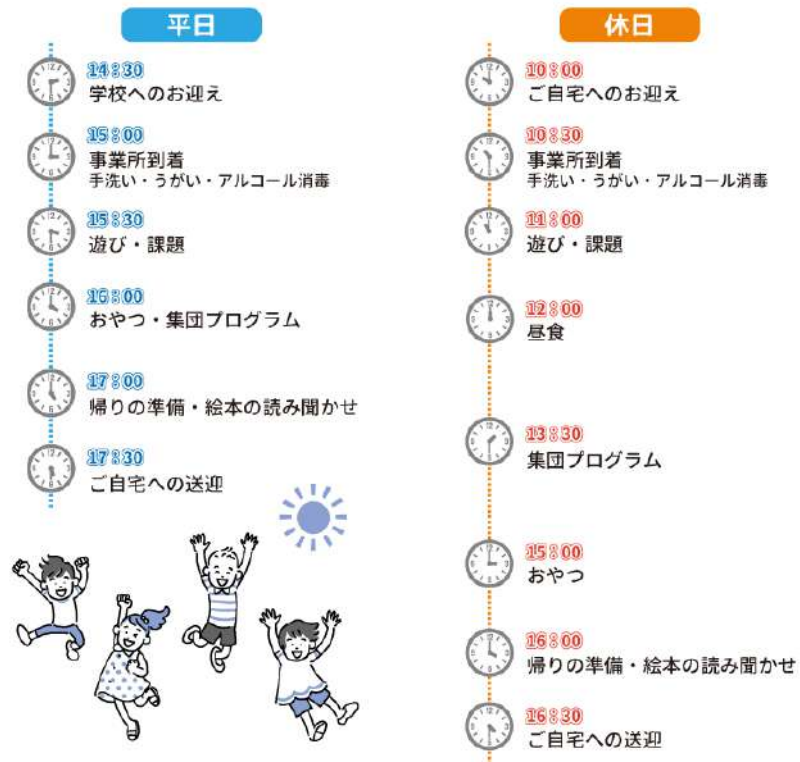 平日
14:30
学校へのお迎え
15:00
事業所到着
手洗い・うがい・アルコール消毒
15:30
遊び・課題
16:00
おやつ・集団プログラム
17:00
帰りの準備・絵本の読み聞かせ
17:30
ご自宅への送迎
休日
10:00
ご自宅へのお迎え
10:30
事業所到着
手洗い・うがい・アルコール消毒
11:00
遊び・課題
12:00
昼食
13:30
集団プログラム
15:00
おやつ
16:00
帰りの準備・絵本の読み聞かせ
16:30
ご自宅への送迎